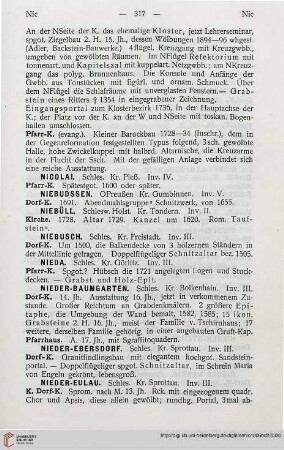 Nic — 317 — Nie
An der NSeite der K. das ehemalige Kloster, jetzt Lehrerseminar,
spgot. Ziegelbau 2. H. 15. Jh., dessen Wölbungen 1894—95
(Adler, Backstein-Bauwerke.) 4flügel. Kreuzgang mit Kreuzgwbb.,
umgeben von gewölbten Räumen. Im NFlügel Refektorium mit
tonnenart. und Kapitelsaal mit kuppelart. Netzgwbb.; im NKreuz-
gang das polyg. Brunnenhaus. Die Konsole und Anfänge der
Gwbb. aus Tonstücken mit figürl. und ornam. Schmuck. Über
dem NFlügel die Schlafräume mit unverglasten Fenstern. — Grab-
stein eines Ritters † 1354 in eingegrabener Zeichnung.
Eingangsportal zum Klosterbezirk 1736, in der Hauptachse der
K.; der Platz vor der K. an der W und NSeite mit toskan. Bogen-
hallen umschlossen.
Pfarr-K. (evang.). Kleiner Barockbau 1728—34 (Inschr.), dem in
der Gegenreformation festgestellten Typus folgend, 3sch. gewölbte
Halle, hohe Zwickelkuppel mit halbrd. Altarnische, die Kreuzarme
in der Flucht der Ssch. Mit der gefälligen Anlage verbindet sich
eine reiche Ausstattung.
NICOLAI. Schles. Kr. Pleß. Inv. IV.
Pfarr-K. Spätestgot. 1600 oder später.
NIEBUDSSEN. OPreußen Kr. Gumbinnen. Inv. V.
Dorf-K. 1691. Abendmahlsgruppe Schnitzwerk, von 1655.
NIEBÜLL. Schlesw.Holst. Kr. Tondern. Inv. II.
Kirche. 1728. Altar 1729. Kanzel um 1620. Rom. Tauf-
stein.
NIEBUSCH. Schles. Kr. Freistadt. Inv. III.
Dorf-K. Um 1500, die Balkendecke von 3 hölzernen Ständern in
der Mittellinie getragen. Doppelflügeliger Schnitzaltar bez. 1505.
NIEDA. Schles. Kr. Görlitz. Inv. III.
Pfarr-K. Spgot.? Hübsch die 1721 angelegten Logen und Stuck-
decken. — Grabst. und Holz-Epit.
NIEDER-BAUMGARTEN. Schles. Kr. Bolkenhain. Inv. III.
Dorf-K. 14. Jh. Ausstattung 16. Jh., jetzt in verkommenen Zu-
stande. Großer Reichtum an Grabdenkmälern. 2 größere Epi-
taphe, die Umgebung der Wand bemalt, 1582, 1585; 15 ikon.
Grabsteine 2. H. 16. Jh., meist der Familie v. Tschirnhaus; 17
weitere, derselben Familie gehörig, in einer angebauten Gruft-Kap.
Pfarrhaus. A. 17. Jh., mit Sgraffitoquadern.
NIEDER-EBERSDORF. Schles. Kr. Sprottau. Inv. III.
Dorf-K. Granitfindlingsbau mit elegantem hochgot. Sandstein-
portal. — Doppelflügeliger spgot. Schnitzaltar, im Schrein Maria
von Engeln gekrönt, lebensgroß.
NIEDER-EULAU. Schles. Kr. Sprottau. Inv. III.
K. Dorf-K. Sprom. nach M. 13. Jh. Rck. mit eingezogenem quadr.
Chor und Apsis, diese allein gewölbt; rundbg. Portal, 3mal ab-